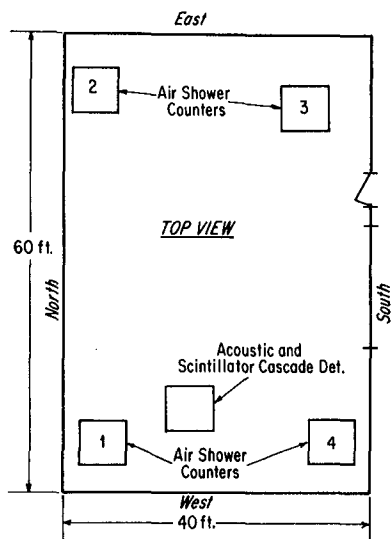 East
2
Air Shower
Counters
3
TOP VIEW
60 ft.
North
South
Acoustic and
Scintillator Cascade Det.
1
Air Shower
Counters
4
West
40 ft.